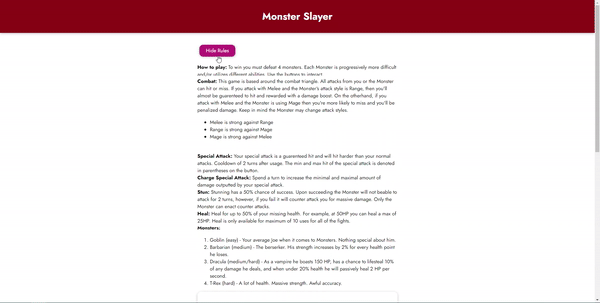 Monster Slayer
Hide Rules
How to play: To win you must defeat 4 monsters. Each Monster is progressively more difficult
and/or utilizes different abilities. Use the buttons to interact.
Combat: This game is based around the combat triangle. All attacks from you or the Monster
can hit or miss. If you attack with Melee and the Monster's attack style is Range, then you'll
almost be guarenteed to hit and rewarded with a damage boost. On the otherhand, if you
attack with Melee and the Monster is using Mage then you're more likely to miss and you'll be
penalized damage. Keep in mind the Monster may change attack styles.
Melee is strong against Range
Range is strong against Mage
Mage is strong against Melee
Special Attack: Your special attack is a guarenteed hit and will hit harder than your normal
attacks. Cooldown of 2 turns after usage. The min and max hit of the special attack is denoted
in parentheses on the button.
Charge Special Attack: Spend a turn to increase the minimal and maximal amount of
damage outputted by your special attack.
Stun: Stunning has a 50% chance of success. Upon succeeding the Monster will not beable to
attack for 2 turns, however, if you fail it will counter attack you for massive damage. Only the
Monster can enact counter attacks.
Heal: Heal for up to 50% of your missing health. For example, at 50HP you can heal a max of
25HP. Heal is only available for maximum of 10 uses for all of the fights.
Monsters:
1. Goblin (easy) - Your average joe when it comes to Monsters. Nothing special about him.
2. Barbarian (medium) - The berserker. His strength increases by 2% for every health point
he loses.
3. Dracula (medium/hard) - As a vampire he boasts 150 HP, has a chance to lifesteal 10%
of any damage he deals, and when under 20% health he will passively heal 2 HP per
second.
4. T-Rex (hard) - A lot of health. Massive strength. Awful accuracy.